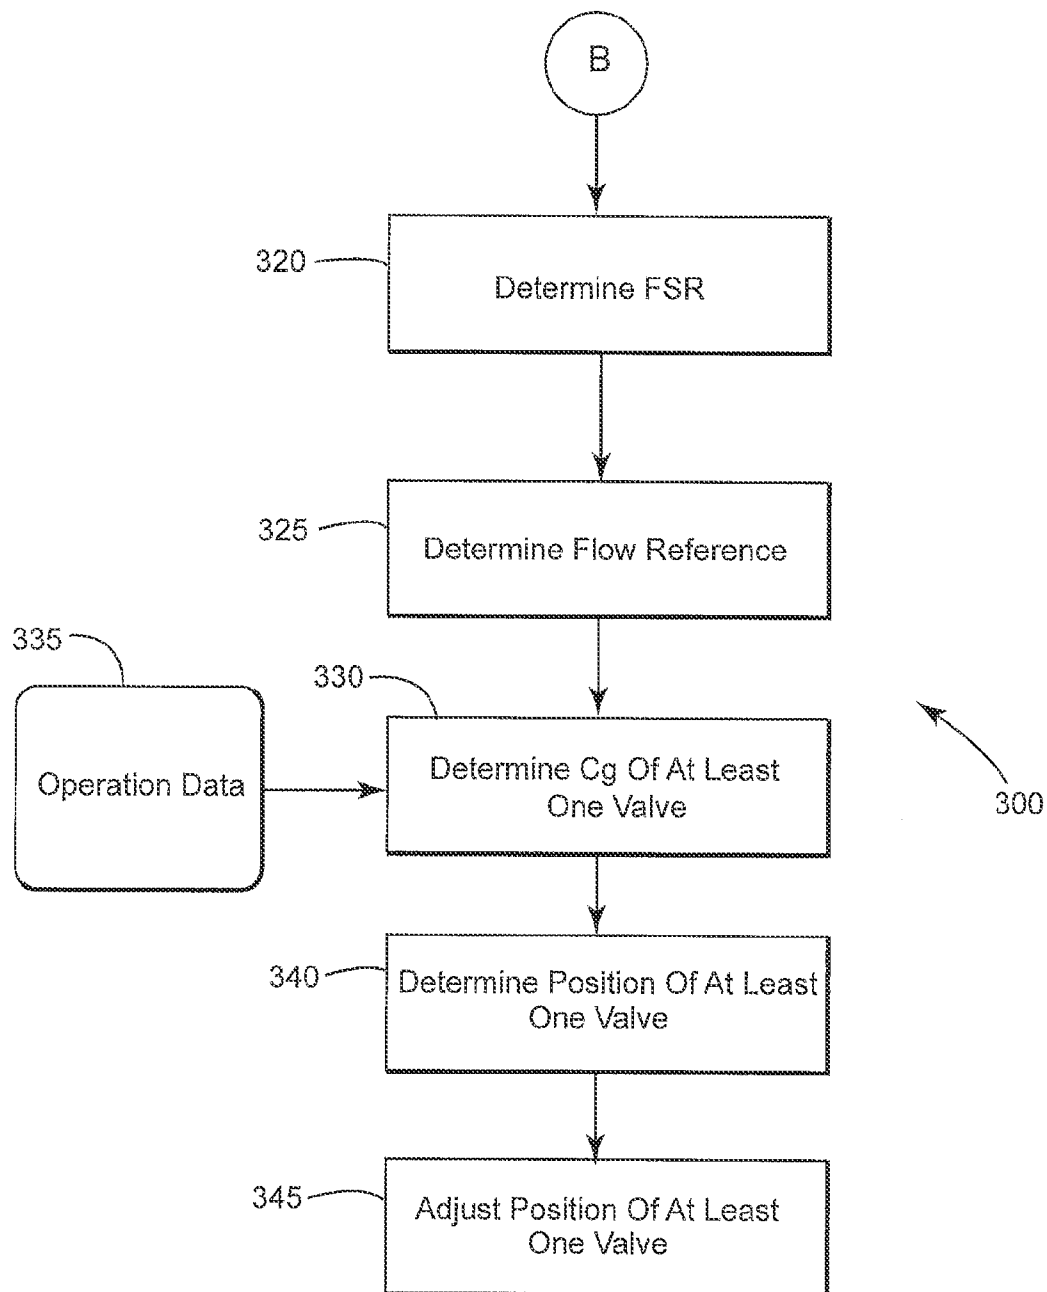 B
320
Determine FSR
325
Determine Flow Reference
335
330
Operation Data
Determine Cg Of At Least
One Valve
300
340
Determine Position Of At Least
One Valve
345
Adjust Position Of At Least
One Valve